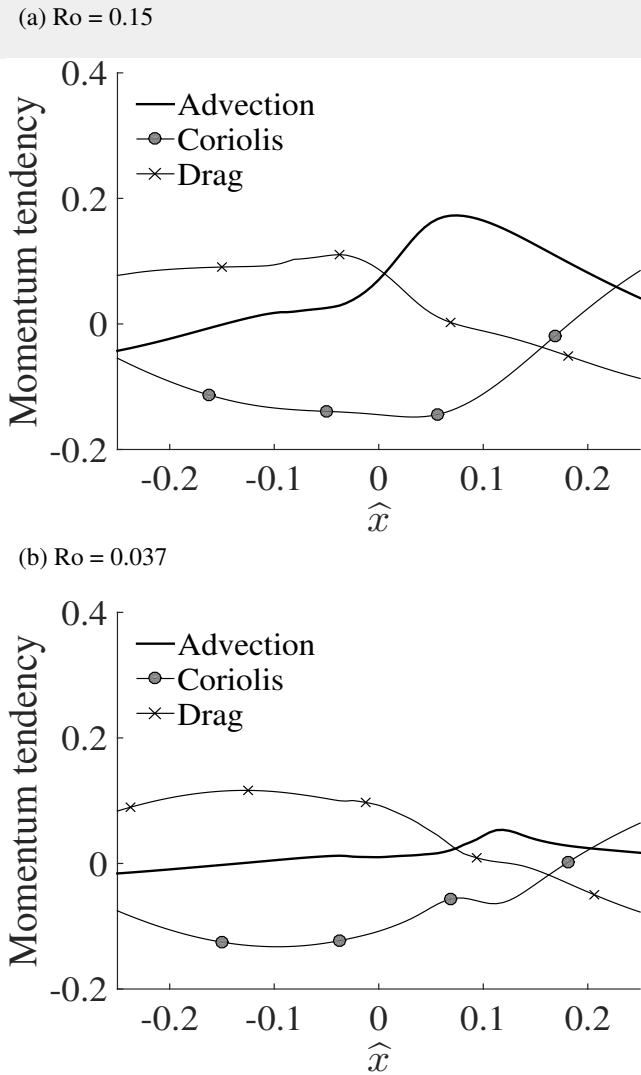 (a) Ro = 0.15
Momentum tendency
0.4
0.2
0
-0.2
Advection
Coriolis
Drag
-0.2 -0.1 0 0.1 0.2
x̂
(b) Ro = 0.037
Momentum tendency
0.4
0.2
0
-0.2
Advection
Coriolis
Drag
-0.2 -0.1 0 0.1 0.2
x̂